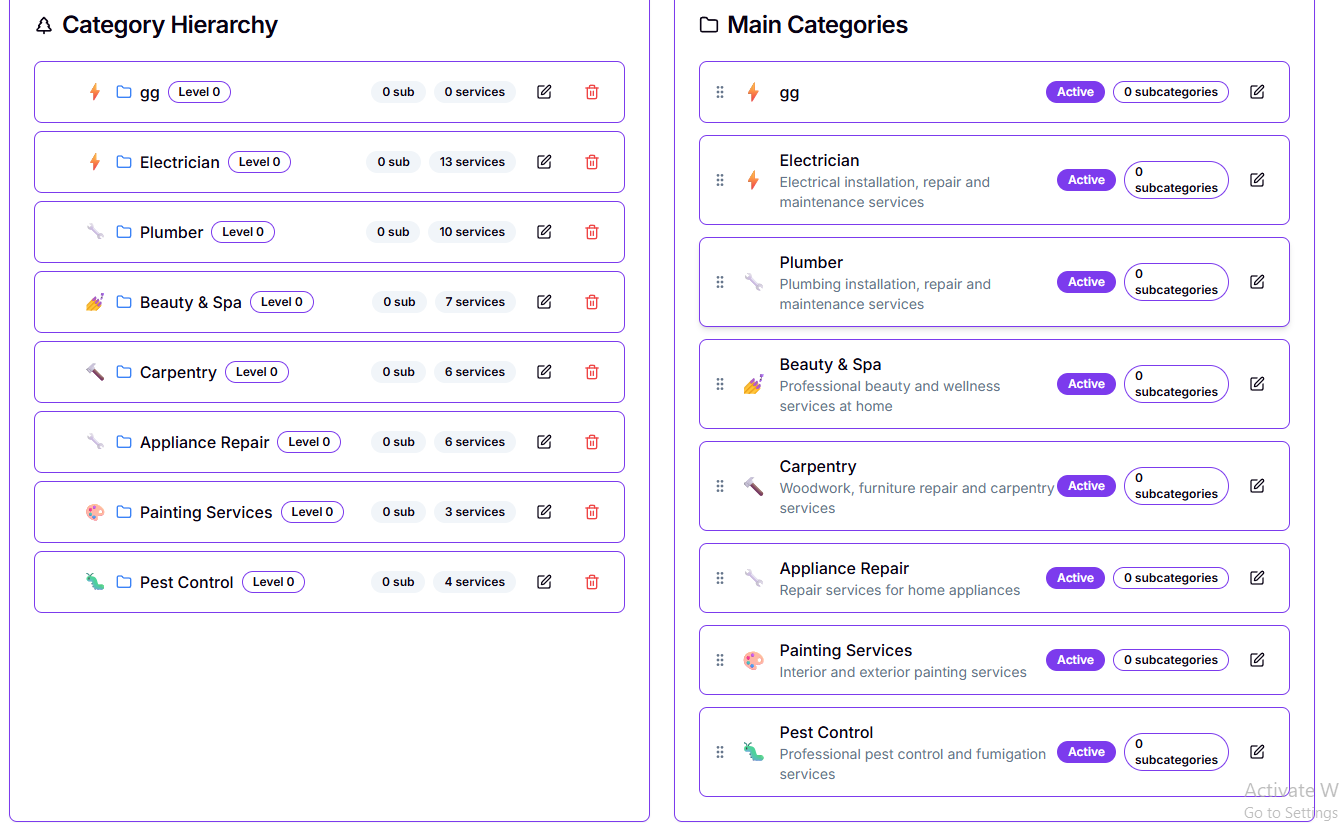 Category Hierarchy
gg Level 0 0 sub 0 services
Electrician Level 0 0 sub 13 services
Plumber Level 0 0 sub 10 services
Beauty & Spa Level 0 0 sub 7 services
Carpentry Level 0 0 sub 6 services
Appliance Repair Level 0 0 sub 6 services
Painting Services Level 0 0 sub 3 services
Pest Control Level 0 0 sub 4 services
Main Categories
gg Active 0 subcategories
Electrician
Electrical installation, repair and
maintenance services
Active
0
subcategories
Plumber
Plumbing installation, repair and
maintenance services
Active
0
subcategories
Beauty & Spa
Professional beauty and wellness
services at home
Active
0
subcategories
Carpentry
Woodwork, furniture repair and carpentry
services
Active
0
subcategories
Appliance Repair
Repair services for home appliances
Active 0 subcategories
Painting Services
Interior and exterior painting services
Active 0 subcategories
Pest Control
Professional pest control and fumigation
services
Active
0
subcategories
Activate W
Go to Settings